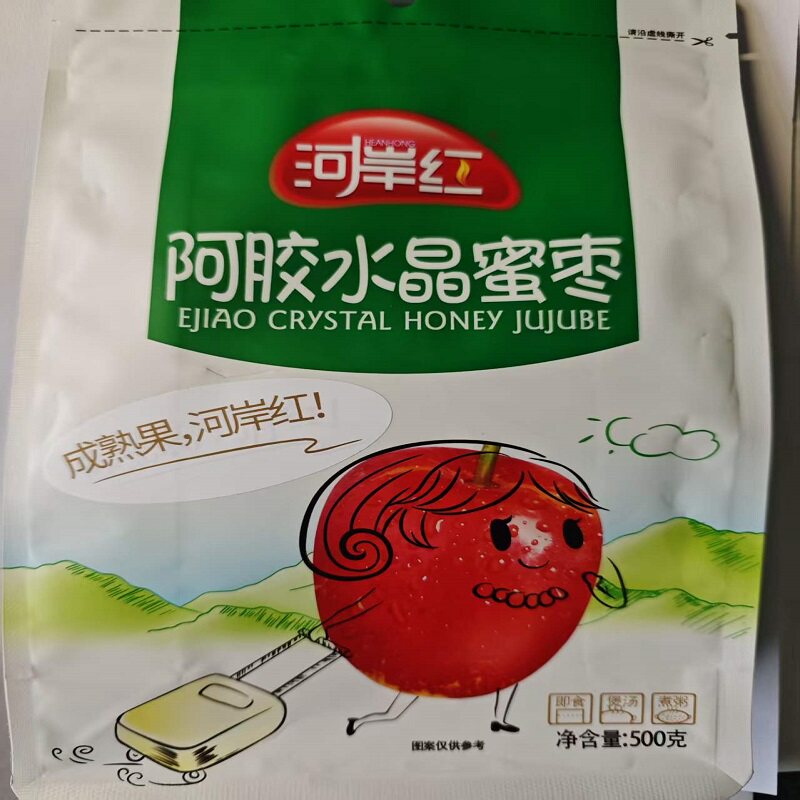 请沿虚线撕开
HEANHONG
河岸红
阿胶水晶蜜枣
EJIAO CRYSTAL HONEY JUJUBE
成熟果,河岸红!
即食 煲汤 煮粥
净含量:500克
图案仅供参考